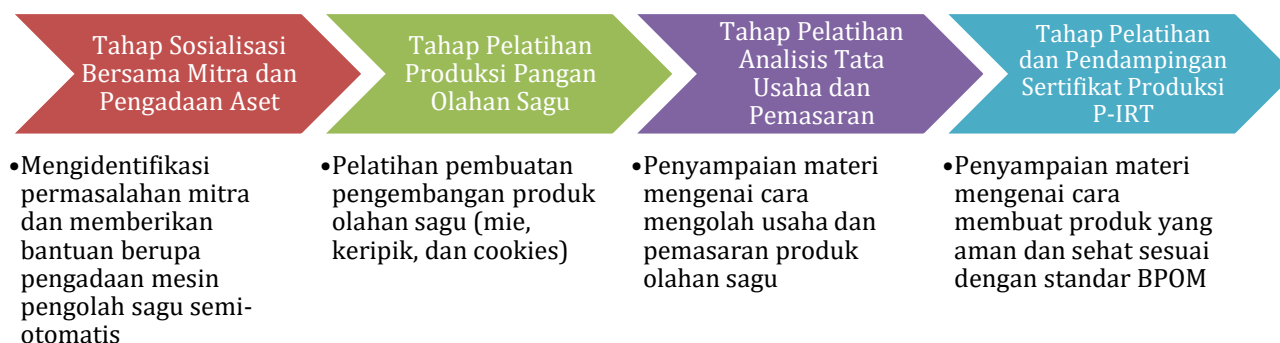 Tahap Sosialisasi
Bersama Mitra dan
Pengadaan Aset
•Mengidentifikasi
permasalahan mitra
dan memberikan
bantuan berupa
pengadaan mesin
pengolah sagu semi-
otomatis
Tahap Pelatihan
Produksi Pangan
Olahan Sagu
•Pelatihan pembuatan
pengembangan produk
olahan sagu (mie,
keripik, dan cookies)
Tahap Pelatihan
Analisis Tata
Usaha dan
Pemasaran
•Penyampaian materi
mengenai cara
mengolah usaha dan
pemasaran produk
olahan sagu
Tahap Pelatihan
dan Pendampingan
Sertifikat Produksi
P-IRT
•Penyampaian materi
mengenai cara
membuat produk yang
aman dan sehat sesuai
dengan standar BPOM